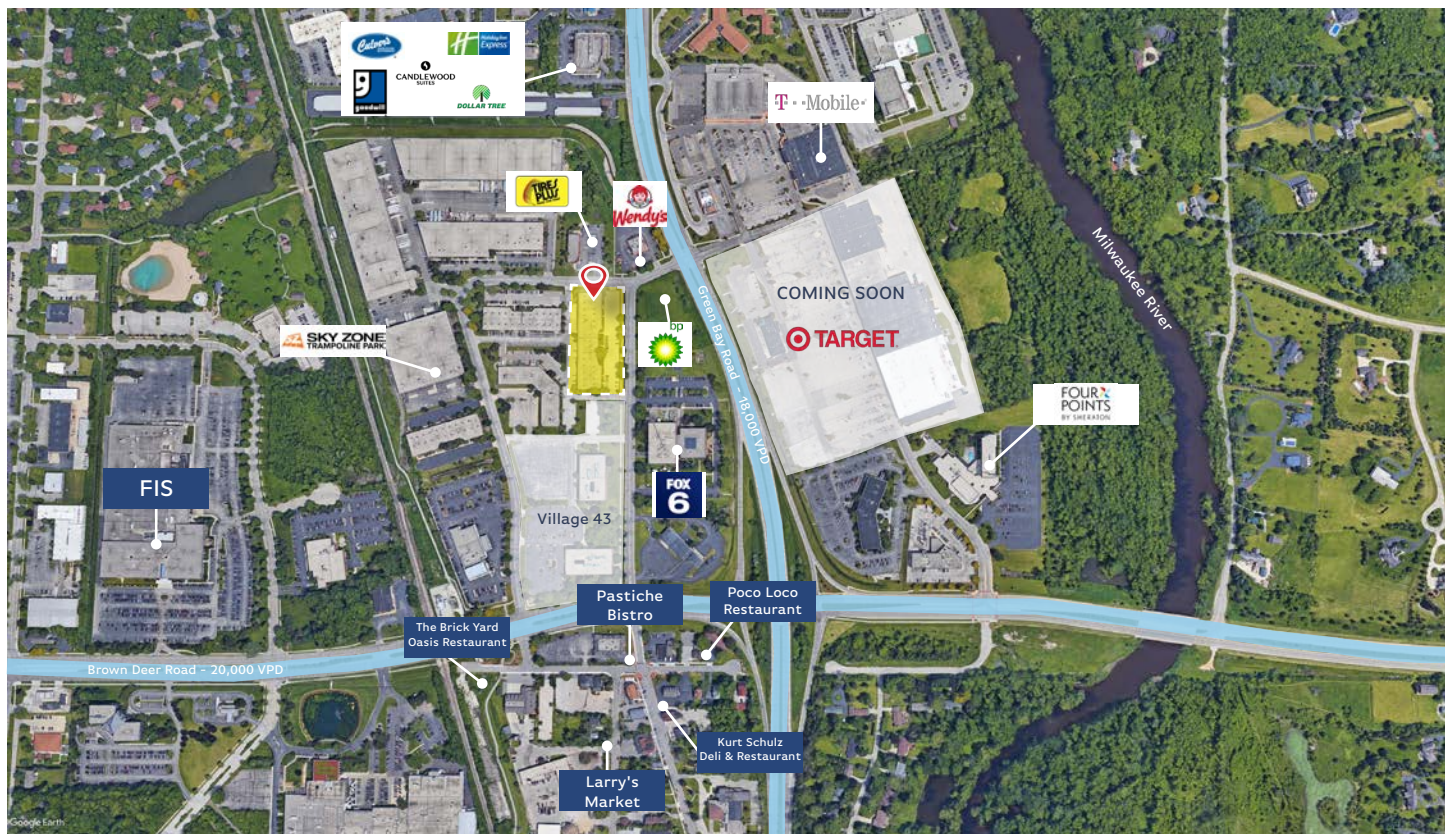 Culver's
Holiday Inn
Express
CANDLEWOOD
SUITES
g
goodwill
DOLLAR TREE
T··Mobile·
TIRES
PLUS
Wendy's
Milwaukee River
COMING SOON
TARGET
Green Bay Road - 18,000 VPD
bp
SKY ZONE
TRAMPOLINE PARK
FOUR
POINTS
BY SHERATON
FIS
FOX
6
Village 43
Pastiche
Bistro
Poco Loco
Restaurant
The Brick Yard
Oasis Restaurant
Brown Deer Road - 20,000 VPD
Kurt Schulz
Deli & Restaurant
Larry's
Market
Google Earth